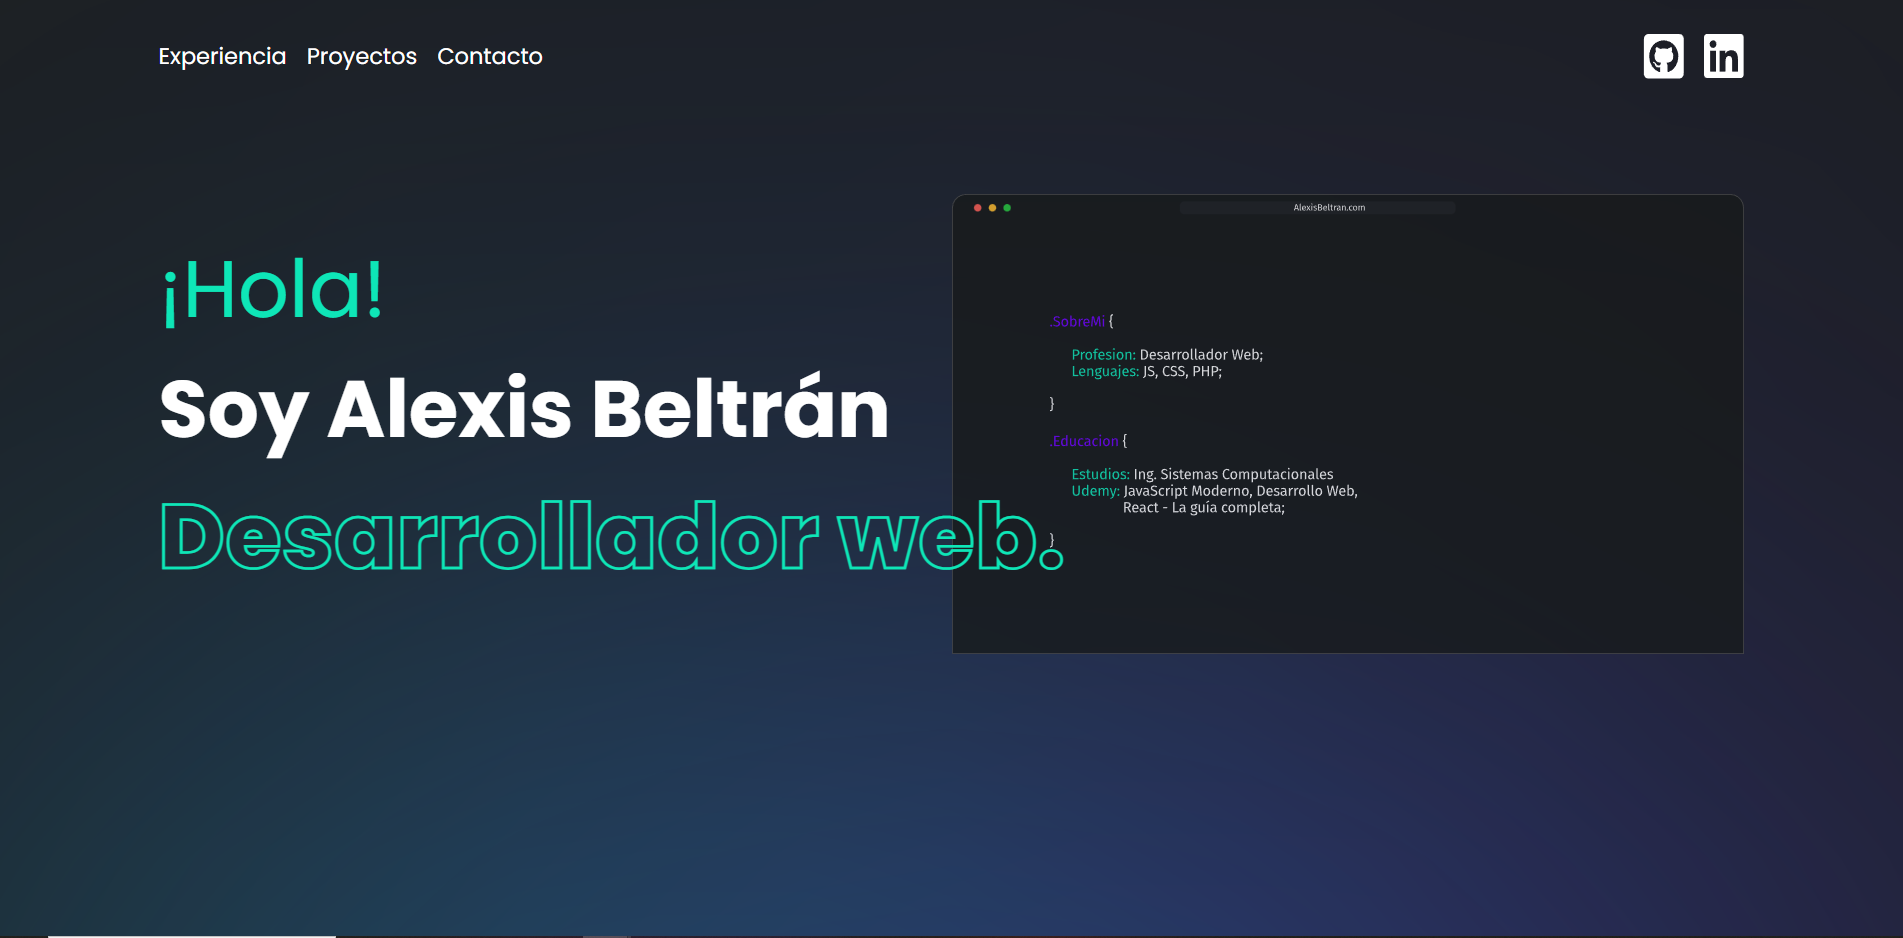 Experiencia Proyectos Contacto
in
¡Hola!
Soy Alexis Beltrán
Desarrollador web.
AlexisBeltran.com
.SobreMi {
Profesion: Desarrollador Web;
Lenguajes: JS, CSS, PHP;
}
.Educacion {
Estudios: Ing. Sistemas Computacionales
Udemy: JavaScript Moderno, Desarrollo Web,
React - La guía completa;
}